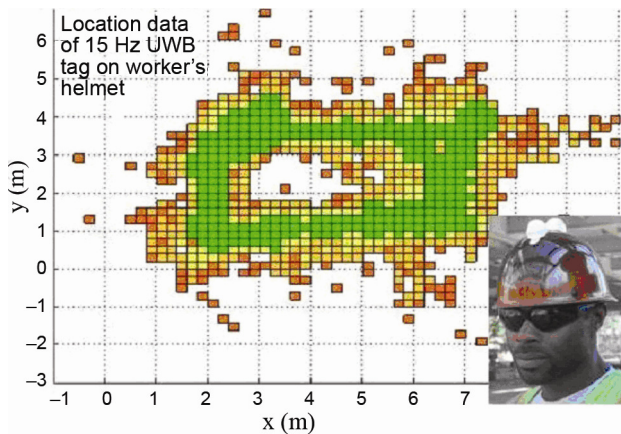 Location data
of 15 Hz UWB
tag on worker's
helmet
6
5
4
3
2
1
0
–1
–2
–3
y (m)
–1 0 1 2 3 4 5 6 7
x (m)